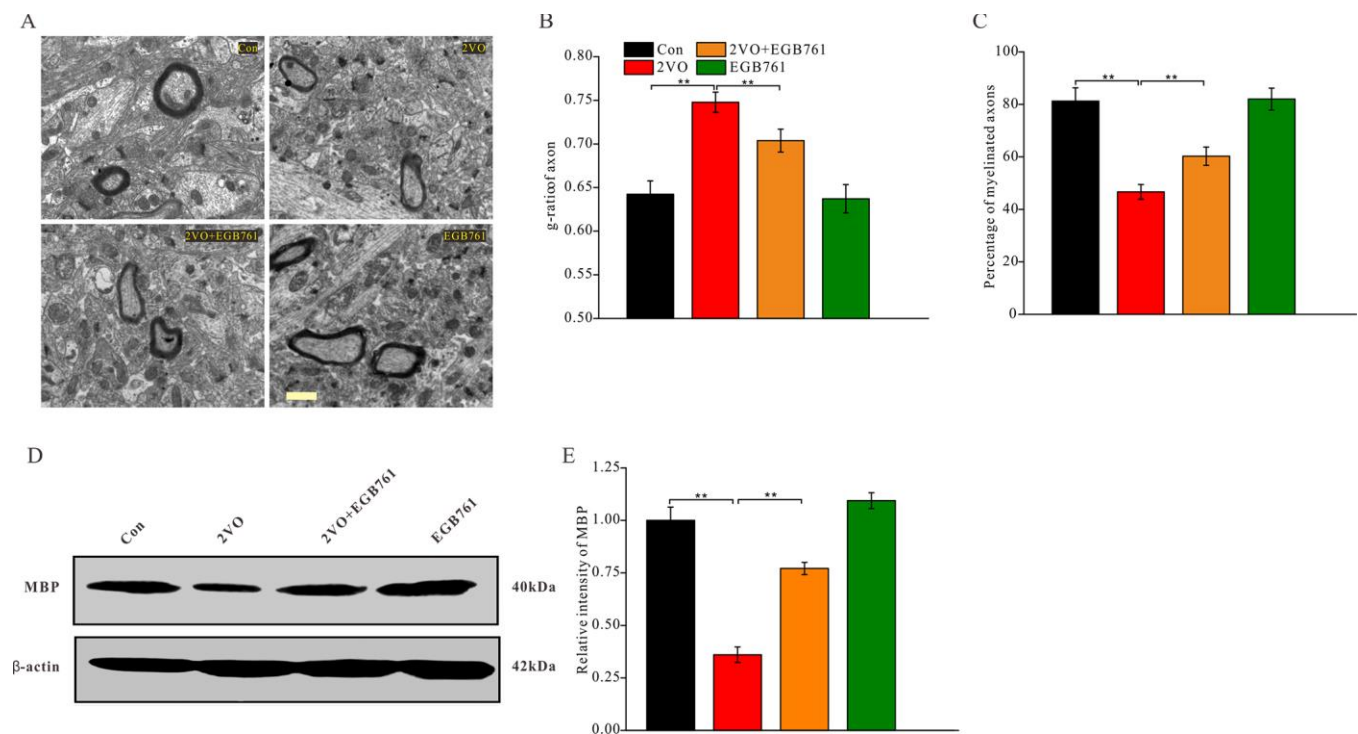 A
Con
2VO
2VO+EGB761
EGB761
B
Con
2VO+EGB761
2VO
EGB761
0.80
0.75
0.70
0.65
0.60
0.55
0.50
g-ratioof axon
**
**
C
100
80
60
40
20
0
Percentage of myelinated axons
**
**
D
Con
2VO
2VO+EGB761
EGB761
MBP
40kDa
β-actin
42kDa
E
1.25
1.00
0.75
0.50
0.25
0.00
Relative intensity of MBP
**
**